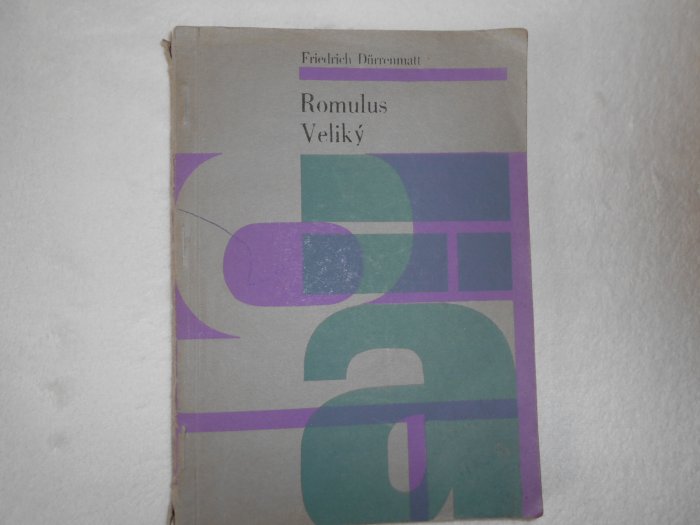 Friedrich Dürrenmatt
Romulus
Veliký